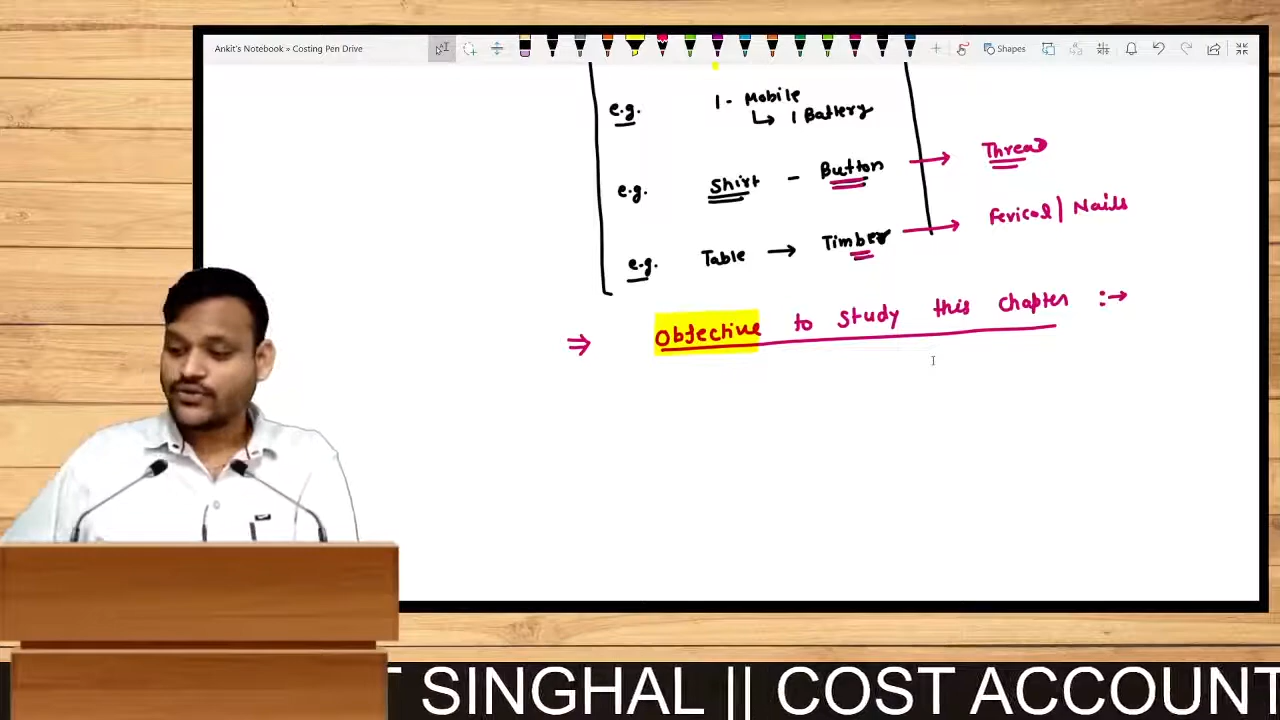 Ankit's Notebook » Costing Pen Drive
Shapes
e.g. 1 - Mobile
↳ 1 Battery
e.g. Shirt - Button → Thread
e.g. Table → Timber → Fevicol | Nails
⇒ Objective to study this chapter :→
T SINGHAL || COST ACCOUNT